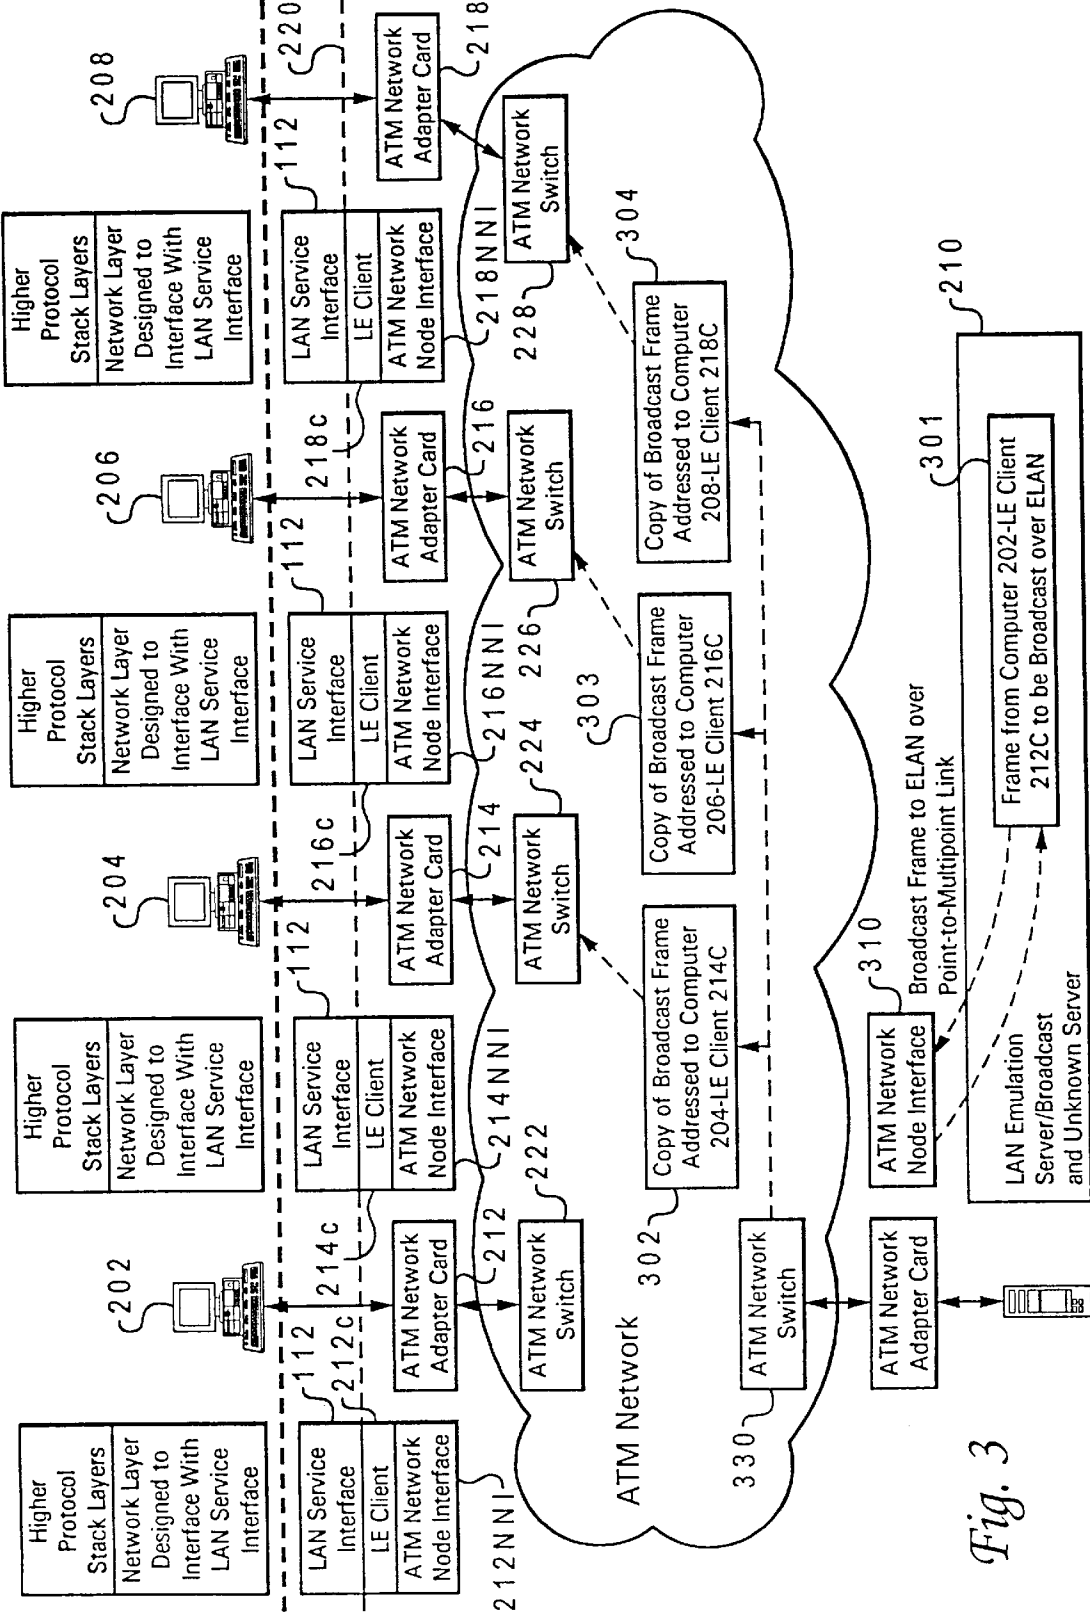 Higher
Protocol
Stack Layers
Network Layer
Designed to
Interface With
LAN Service
Interface
LAN Service
Interface
LE Client
ATM Network
Node Interface
112
212c
212NNI
202
ATM Network
Adapter Card
212
ATM Network
Switch
222
Higher
Protocol
Stack Layers
Network Layer
Designed to
Interface With
LAN Service
Interface
LAN Service
Interface
LE Client
ATM Network
Node Interface
112
214c
214NNI
204
ATM Network
Adapter Card
214
ATM Network
Switch
224
Higher
Protocol
Stack Layers
Network Layer
Designed to
Interface With
LAN Service
Interface
LAN Service
Interface
LE Client
ATM Network
Node Interface
112
216c
216NNI
206
ATM Network
Adapter Card
216
ATM Network
Switch
226
Higher
Protocol
Stack Layers
Network Layer
Designed to
Interface With
LAN Service
Interface
LAN Service
Interface
LE Client
ATM Network
Node Interface
112
218c
218NNI
208
220
ATM Network
Adapter Card
218
ATM Network
Switch
228
ATM Network
302
Copy of Broadcast Frame
Addressed to Computer
204-LE Client 214C
303
Copy of Broadcast Frame
Addressed to Computer
206-LE Client 216C
304
Copy of Broadcast Frame
Addressed to Computer
208-LE Client 218C
330
ATM Network
Switch
ATM Network
Adapter Card
ATM Network
Node Interface
310
Broadcast Frame to ELAN over
Point-to-Multipoint Link
LAN Emulation
Server/Broadcast
and Unknown Server
210
301
Frame from Computer 202-LE Client
212C to be Broadcast over ELAN
Fig. 3